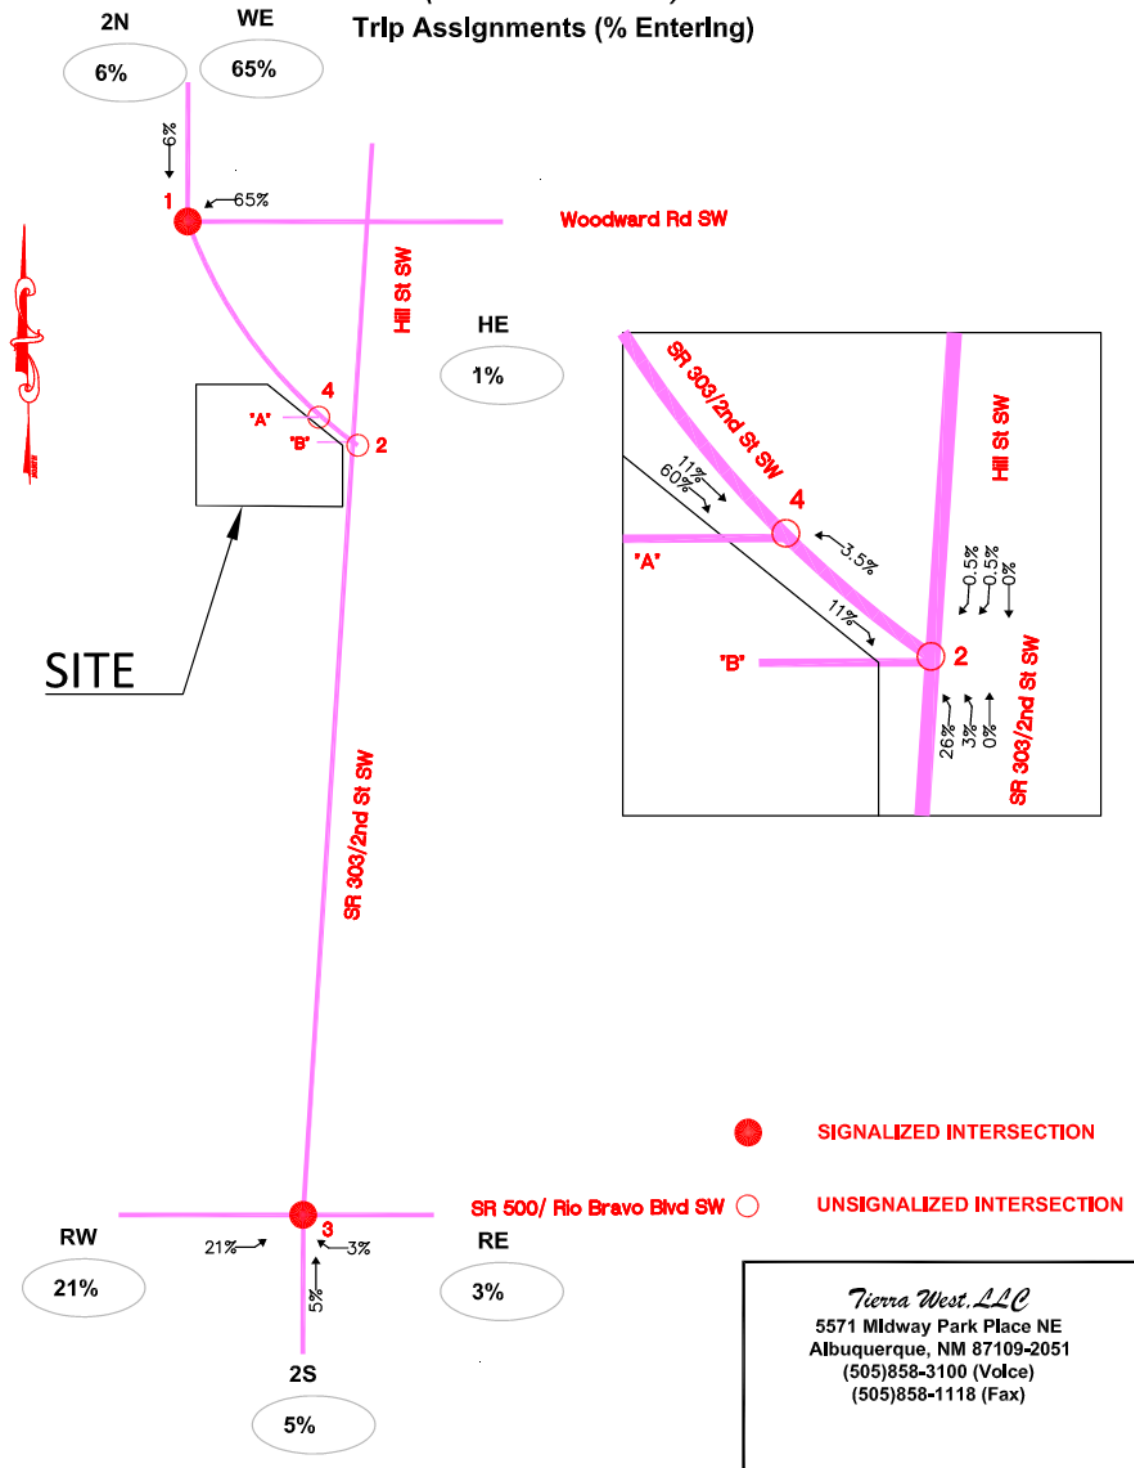 Trip Assignments (% Entering)
2N
WE
6%
65%
6%
1
65%
Woodward Rd SW
Hill St SW
HE
1%
4
"A"
"B"
2
SITE
SR 303/2nd St SW
SR 303/2nd St SW
Hill St SW
11%
60%
4
3.5%
"A"
11%
0.5%
0.5%
0%
"B"
2
26%
3%
0%
SR 303/2nd St SW
SIGNALIZED INTERSECTION
UNSIGNALIZED INTERSECTION
SR 500/ Rio Bravo Blvd SW
3
RW
21%
21%
3%
RE
3%
5%
2S
5%
Tierra West, LLC
5571 Midway Park Place NE
Albuquerque, NM 87109-2051
(505)858-3100 (Voice)
(505)858-1118 (Fax)